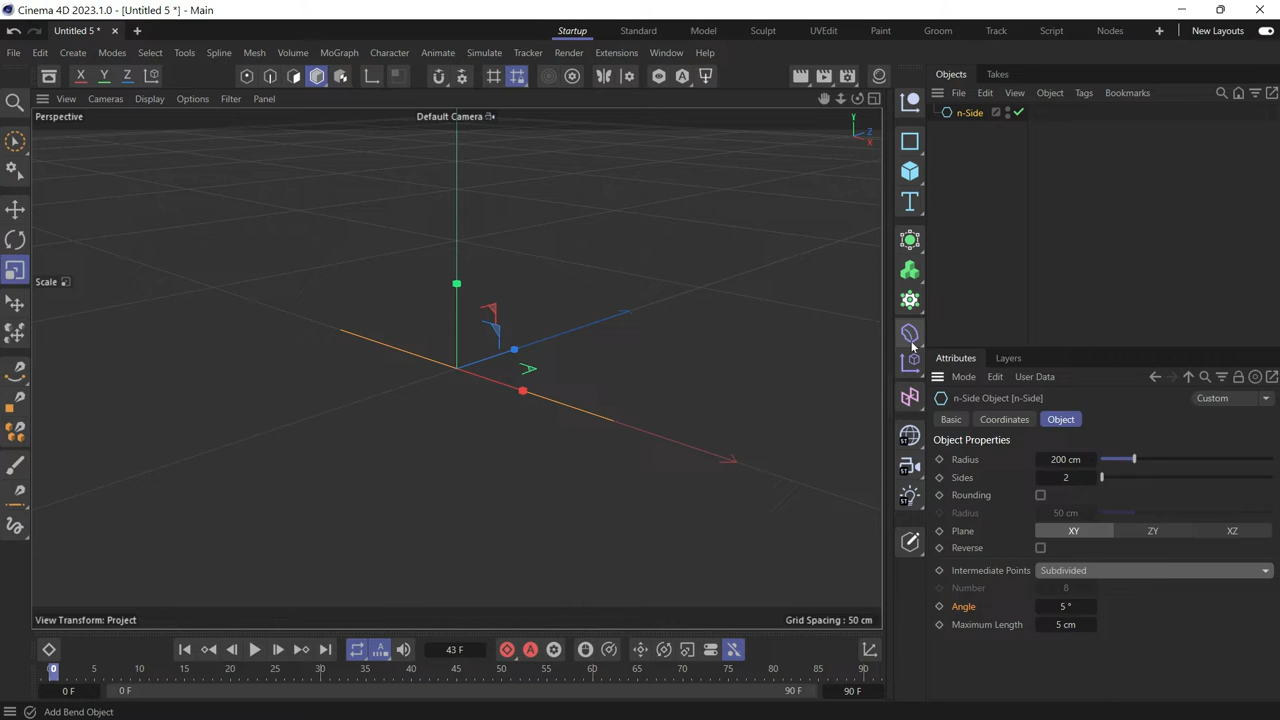 Cinema 4D 2023.1.0 - [Untitled 5 *] - Main
Untitled 5 *
Startup Standard Model Sculpt UVEdit Paint Groom Track Script Nodes New Layouts
File Edit Create Modes Select Tools Spline Mesh Volume MoGraph Character Animate Simulate Tracker Render Extensions Window Help
X Y Z
Objects Takes
File Edit View Object Tags Bookmarks
View Cameras Display Options Filter Panel
n-Side
Perspective
Default Camera
Y
Z
X
Scale
Attributes Layers
Mode Edit User Data
n-Side Object [n-Side]
Custom
Basic Coordinates Object
Object Properties
Radius 200 cm
Sides 2
Rounding
Radius 50 cm
Plane XY ZY XZ
Reverse
Intermediate Points Subdivided
Number 8
Angle 5 °
Maximum Length 5 cm
ST
ST
ST
View Transform: Project
Grid Spacing : 50 cm
43 F
0 5 10 15 20 25 30 35 40 45 50 55 60 65 70 75 80 85 90
0 F 0 F 90 F 90 F
Add Bend Object